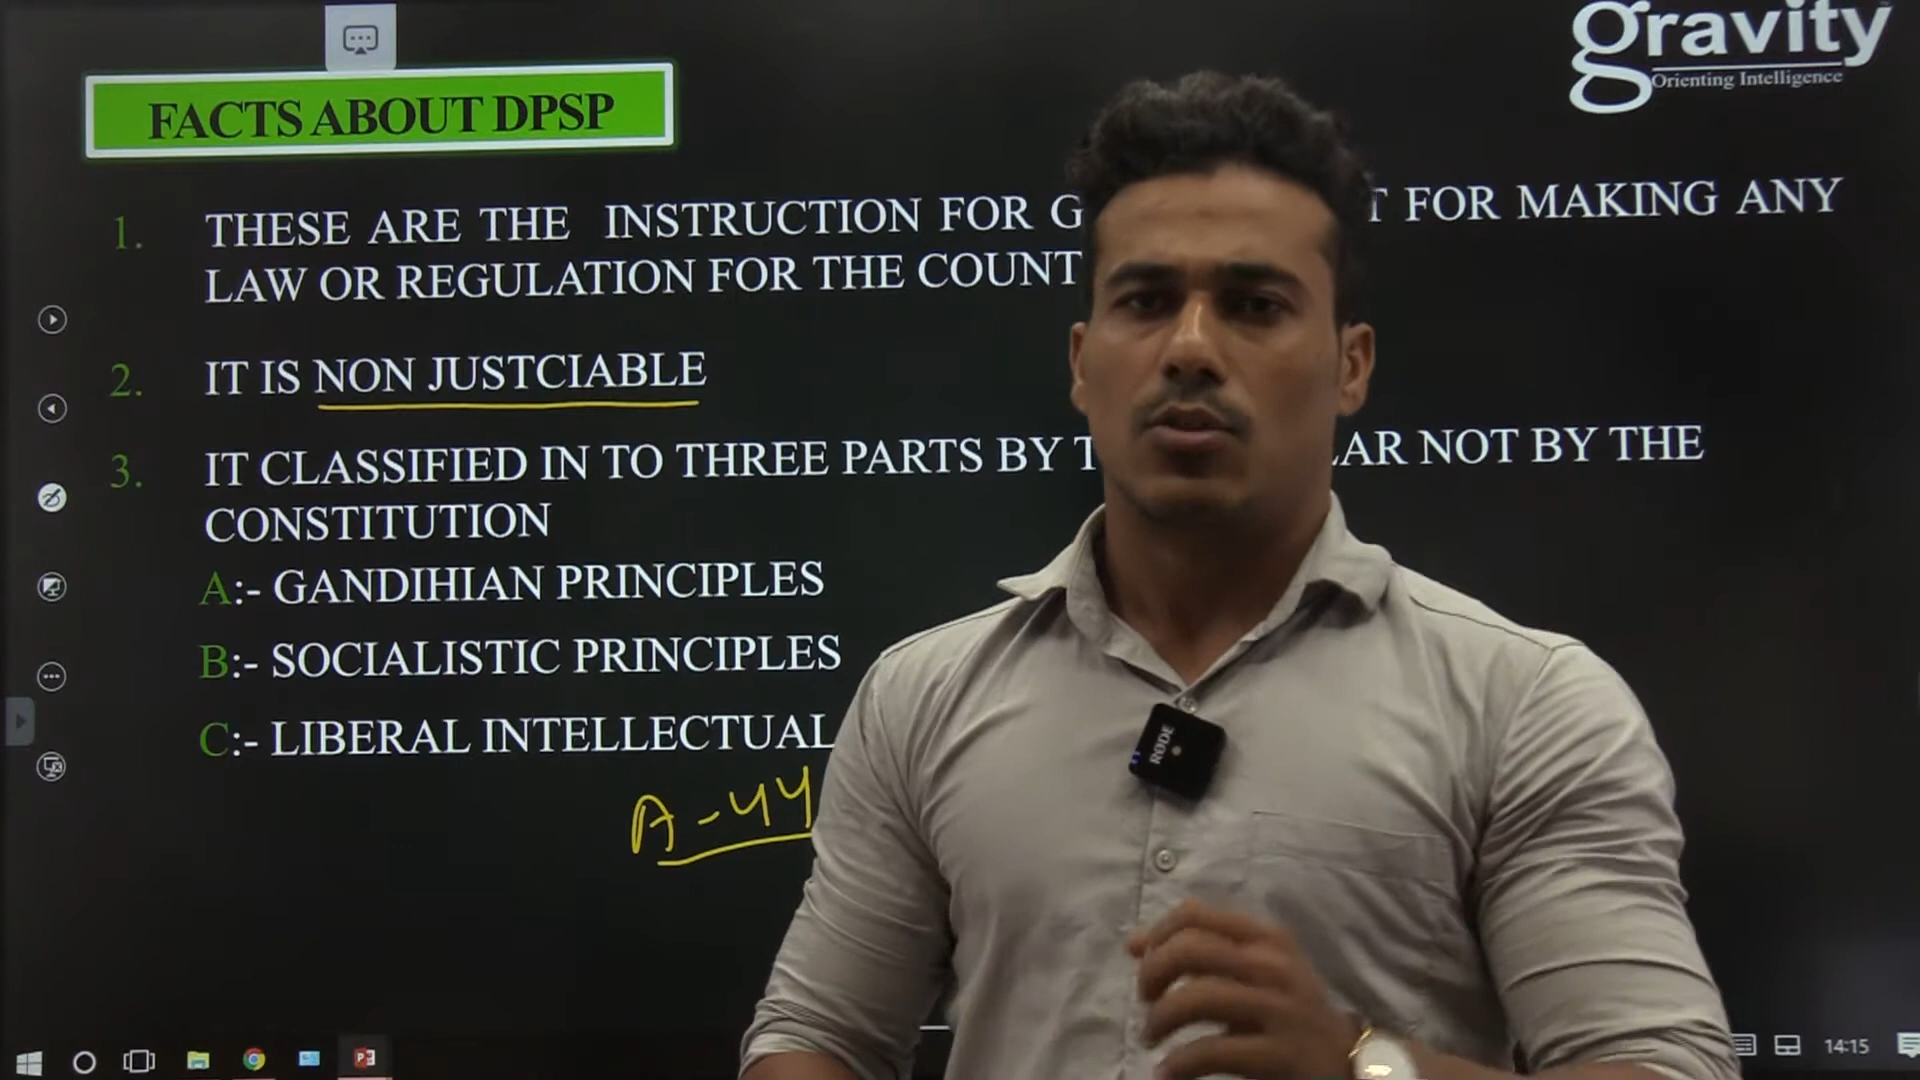 gravity
Orienting Intelligence
FACTS ABOUT DPSP
1. THESE ARE THE INSTRUCTION FOR G T FOR MAKING ANY
LAW OR REGULATION FOR THE COUNT
2. IT IS NON JUSTCIABLE
3. IT CLASSIFIED IN TO THREE PARTS BY T LAR NOT BY THE
CONSTITUTION
A:- GANDIHIAN PRINCIPLES
B:- SOCIALISTIC PRINCIPLES
C:- LIBERAL INTELLECTUAL
A-44
RØDE
14:15